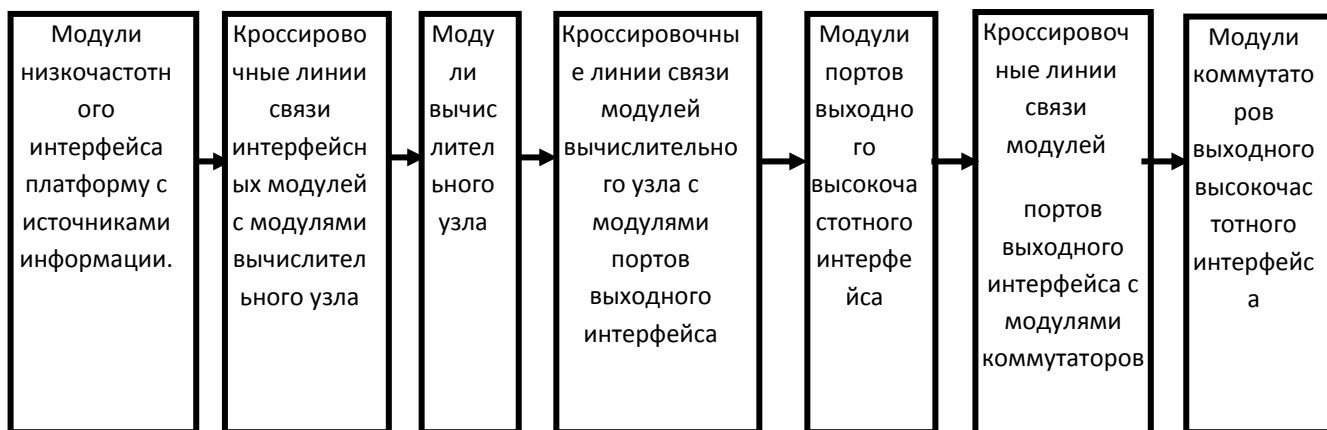 Модули
низкочастотн
ого
интерфейса
платформу с
источниками
информации.
Кроссирово
чные линии
связи
интерфейсн
ых модулей
с модулями
вычислител
ьного узла
Моду
ли
вычис
лител
ьного
узла
Кроссировочны
е линии связи
модулей
вычислительно
го узла с
модулями
портов
выходного
интерфейса
Модули
портов
выходно
го
высокоча
стотного
интерфе
йса
Кроссировоч
ные линии
связи
модулей
портов
выходного
интерфейса с
модулями
коммутаторов
Модули
коммутато
ров
выходного
высокочас
тотного
интерфейс
а